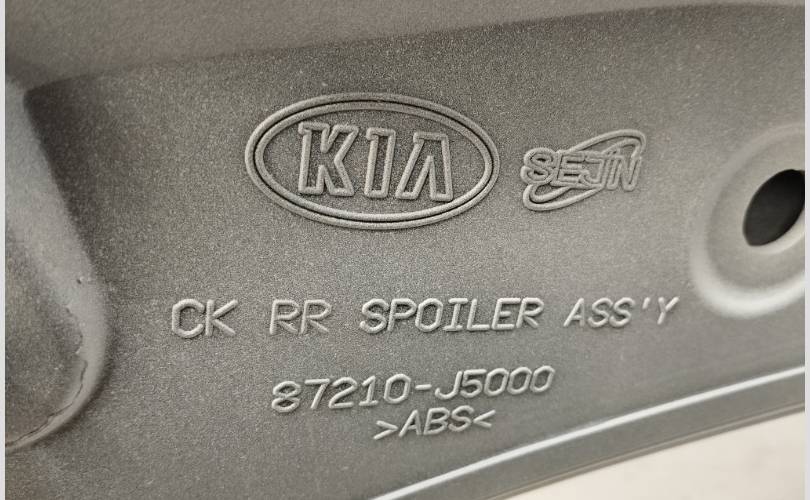 KIA SEJN
CK RR SPOILER ASS'Y
87210-J5000
>ABS<